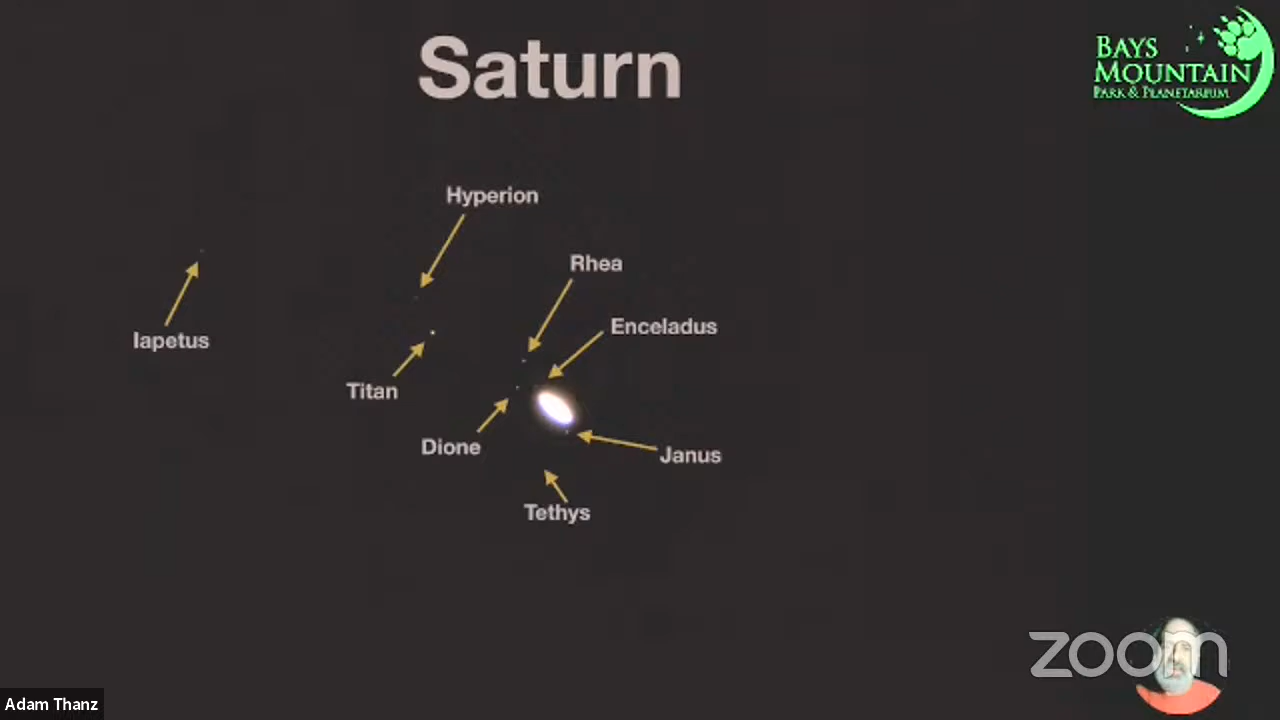 Saturn
BAYS
MOUNTAIN
PARK & PLANETARIUM
Hyperion
Rhea
Enceladus
Iapetus
Titan
Dione
Janus
Tethys
zoom
Adam Thanz